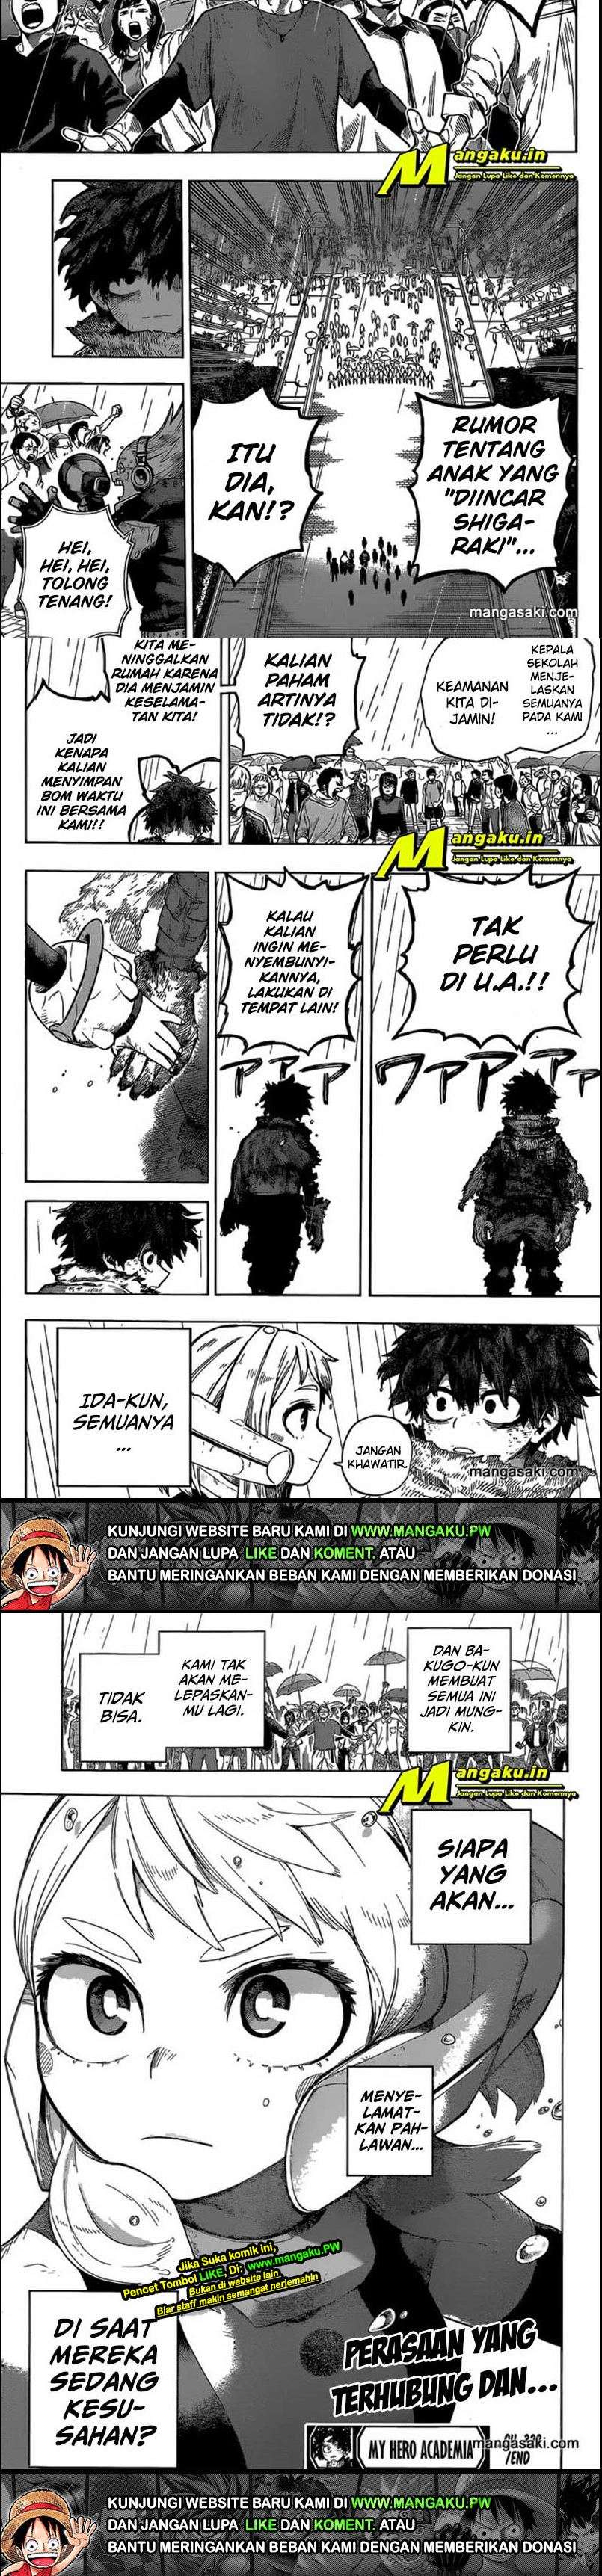 Mangaku.in
Jangan Lupa Like dan Komennya
RUMOR
TENTANG
ANAK YANG
"DIINCAR
SHIGA-
RAKI"...
ITU
DIA,
KAN!?
HEI,
HEI, HEI,
TOLONG
TENANG!
mangasaki.com
KEPALA
SEKOLAH
MENJE-
LASKAN
SEMUANYA
PADA KAMI
...
KEAMANAN
KITA DI-
JAMIN!
KALIAN
PAHAM
ARTINYA
TIDAK!?
KITA ME-
NINGGALKAN
RUMAH KARENA
DIA MENJAMIN
KESELAMA-
TAN KITA!
JADI
KENAPA
KALIAN
MENYIMPAN
BOM WAKTU
INI BERSAMA
KAMI!!
Mangaku.in
Jangan Lupa Like dan Komennya
TAK
PERLU
DI U.A.!!
KALAU
KALIAN
INGIN ME-
NYEMBUNYI-
KANNYA,
LAKUKAN DI
TEMPAT LAIN!
ワァアァァ
アァァ
JANGAN
KHAWATIR.
IDA-KUN,
SEMUANYA
...
mangasaki.com
KUNJUNGI WEBSITE BARU KAMI DI WWW.MANGAKU.PW
DAN JANGAN LUPA LIKE DAN KOMENT. ATAU
BANTU MERINGANKAN BEBAN KAMI DENGAN MEMBERIKAN DONASI
DAN BA-
KUGO-KUN
MEMBUAT
SEMUA INI
JADI MUNG-
KIN.
KAMI TAK
AKAN ME-
LEPASKAN-
MU LAGI.
TIDAK
BISA.
Mangaku.in
Jangan Lupa Like dan Komennya
SIAPA
YANG
AKAN...
MENYE-
LAMAT-
KAN PAH-
LAWAN...
Jika Suka komik ini,
Pencet Tombol LIKE, Di: www.mangaku.PW
Bukan di website lain
Biar staff makin semangat nerjemahin
DI SAAT
MEREKA
SEDANG
KESU-
SAHAN?
PERASAAN YANG
TERHUBUNG DAN...
MY HERO ACADEMIA
mangasaki.com
/END
KUNJUNGI WEBSITE BARU KAMI DI WWW.MANGAKU.PW
DAN JANGAN LUPA LIKE DAN KOMENT. ATAU
BANTU MERINGANKAN BEBAN KAMI DENGAN MEMBERIKAN DONASI